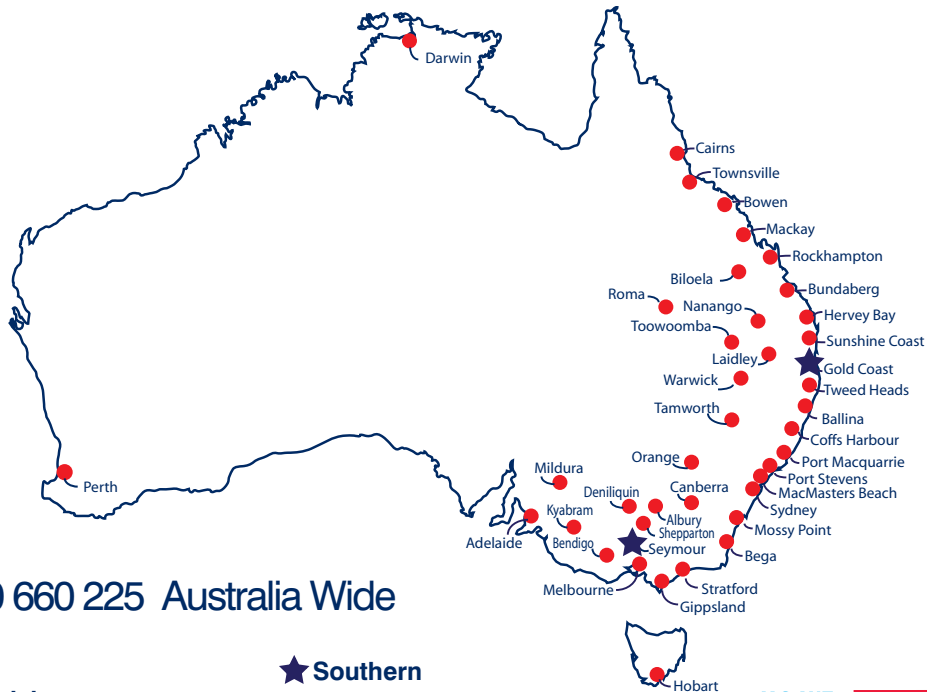 Darwin
Cairns
Townsville
Bowen
Mackay
Rockhampton
Biloela
Bundaberg
Roma
Nanango
Hervey Bay
Toowoomba
Sunshine Coast
Laidley
Gold Coast
Warwick
Tweed Heads
Tamworth
Ballina
Coffs Harbour
Orange
Port Macquarrie
Mildura
Port Stevens
Perth
Deniliquin
Canberra
MacMasters Beach
Kyabram
Albury
Sydney
Adelaide
Shepparton
Mossy Point
Bendigo
Seymour
Bega
Melbourne
Stratford
660 225 Australia Wide
Gippsland
Southern
Hobart